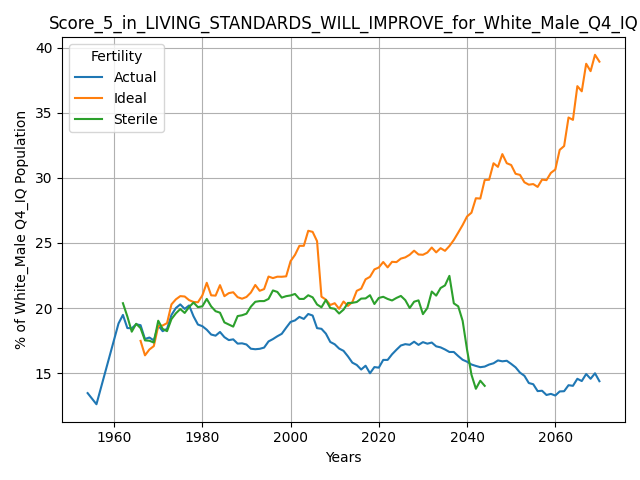 Score_5_in_LIVING_STANDARDS_WILL_IMPROVE_for_White_Male_Q4_IQ
Fertility
Actual
Ideal
Sterile
% of White_Male Q4_IQ Population
40
35
30
25
20
15
1960
1980
2000
2020
2040
2060
Years